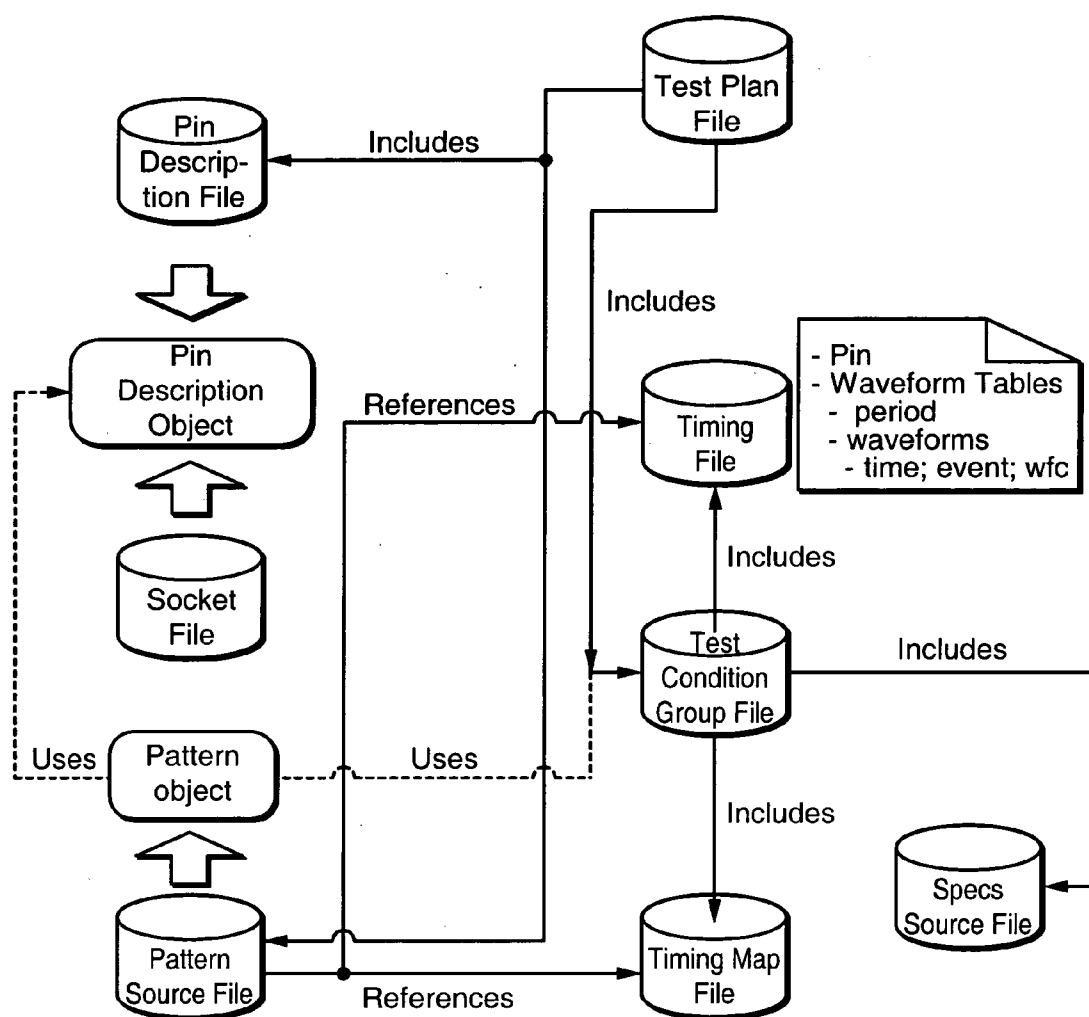 Test Plan
File
Pin
Descrip-
tion File
Includes
Includes
Pin
Description
Object
References
Timing
File
- Pin
- Waveform Tables
- period
- waveforms
- time; event; wfc
Includes
Socket
File
Test
Condition
Group File
Includes
Uses
Pattern
object
Uses
Includes
Specs
Source File
Pattern
Source File
References
Timing Map
File